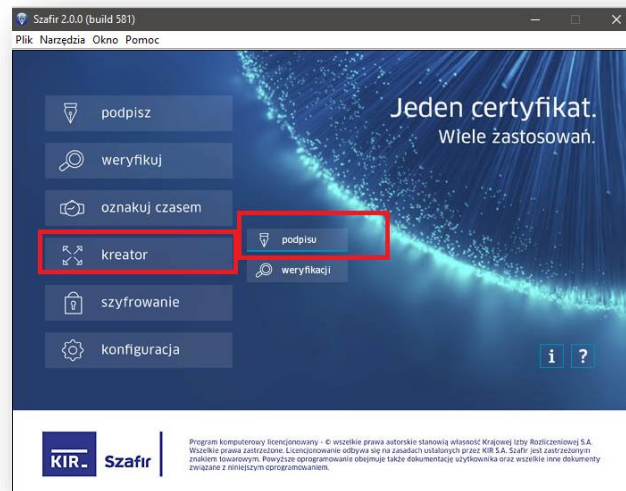 Szafir 2.0.0 (build 581)
Plik Narzędzia Okno Pomoc
Jeden certyfikat.
Wiele zastosowań.
podpisz
weryfikuj
oznakuj czasem
kreator
podpisu
weryfikacji
szyfrowanie
konfiguracja
i ?
KIR Szafir
Program komputerowy licencjonowany - © wszelkie prawa autorskie stanowią własność Krajowej Izby Rozliczeniowej S.A.
Wszelkie prawa zastrzeżone. Licencjonowanie odbywa się na zasadach ustalonych przez KIR S.A. Szafir jest zastrzeżonym
znakiem towarowym. Powyższe oprogramowanie obejmuje także dokumentację użytkownika oraz wszelkie inne dokumenty
związane z niniejszym oprogramowaniem.